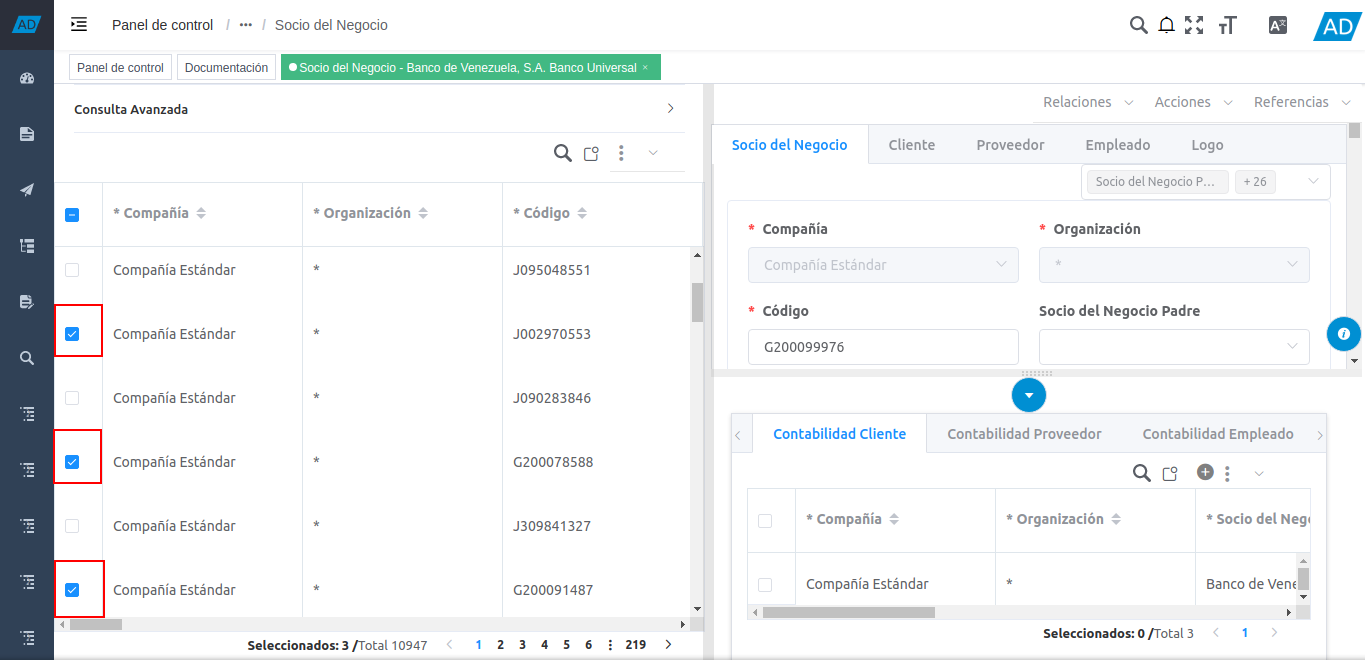 AD
Panel de control / ••• / Socio del Negocio
AD
Panel de control
Documentación
Socio del Negocio - Banco de Venezuela, S.A. Banco Universal ×
Consulta Avanzada
* Compañía
* Organización
* Código
Compañía Estándar * J095048551
Compañía Estándar * J002970553
Compañía Estándar * J090283846
Compañía Estándar * G200078588
Compañía Estándar * J309841327
Compañía Estándar * G200091487
Seleccionados: 3 /Total 10947
1 2 3 4 5 6 219
Relaciones
Acciones
Referencias
Socio del Negocio
Cliente
Proveedor
Empleado
Logo
Socio del Negocio P...
+ 26
* Compañía
* Organización
Compañía Estándar
*
* Código
Socio del Negocio Padre
G200099976
Contabilidad Cliente
Contabilidad Proveedor
Contabilidad Empleado
* Compañía
* Organización
* Socio del Nego
Compañía Estándar * Banco de Vene
Seleccionados: 0 /Total 3
1